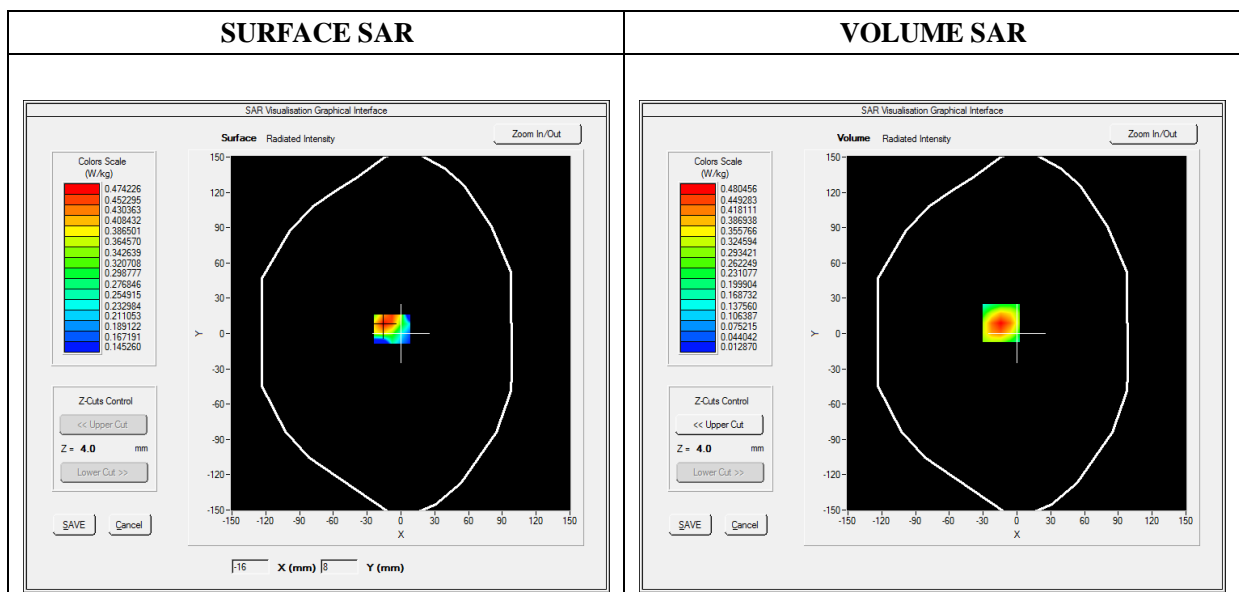 SURFACE SAR
VOLUME SAR
SAR Visualisation Graphical Interface
Surface Radiated Intensity
Zoom In/Out
Colors Scale
(W/kg)
0.474226
0.452295
0.430363
0.408432
0.386501
0.364570
0.342639
0.320708
0.298777
0.276846
0.254915
0.232984
0.211053
0.189122
0.167191
0.145260
Z-Cuts Control
<< Upper Cut
Z = 4.0 mm
Lower Cut >>
SAVE Cancel
150
120
90
60
30
0
-30
-60
-90
-120
-150
Y
-150 -120 -90 -60 -30 0 30 60 90 120 150
X
-16 X (mm) 8 Y (mm)
SAR Visualisation Graphical Interface
Volume Radiated Intensity
Zoom In/Out
Colors Scale
(W/kg)
0.480456
0.449283
0.418111
0.386938
0.355766
0.324594
0.293421
0.262249
0.231077
0.199904
0.168732
0.137560
0.106387
0.075215
0.044042
0.012870
Z-Cuts Control
<< Upper Cut
Z = 4.0 mm
Lower Cut >>
SAVE Cancel
150
120
90
60
30
0
-30
-60
-90
-120
-150
Y
-150 -120 -90 -60 -30 0 30 60 90 120 150
X